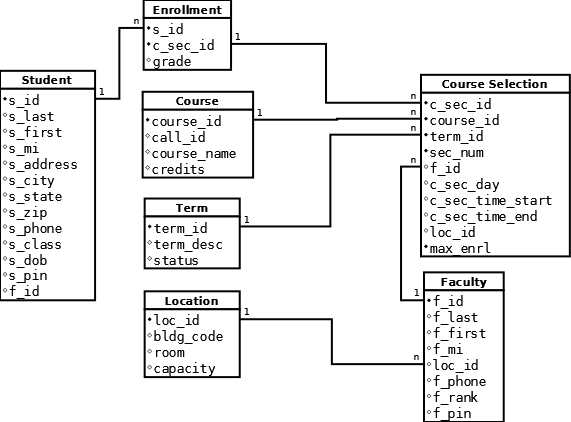 Enrollment
s_id
c_sec_id
grade
n
1
Student
s_id
s_last
s_first
s_mi
s_address
s_city
s_state
s_zip
s_phone
s_class
s_dob
s_pin
f_id
1
Course
course_id
call_id
course_name
credits
1
Term
term_id
term_desc
status
1
Location
loc_id
bldg_code
room
capacity
1
Course Selection
c_sec_id
course_id
term_id
sec_num
f_id
c_sec_day
c_sec_time_start
c_sec_time_end
loc_id
max_enrl
n
n
n
n
Faculty
f_id
f_last
f_first
f_mi
loc_id
f_phone
f_rank
f_pin
1
n